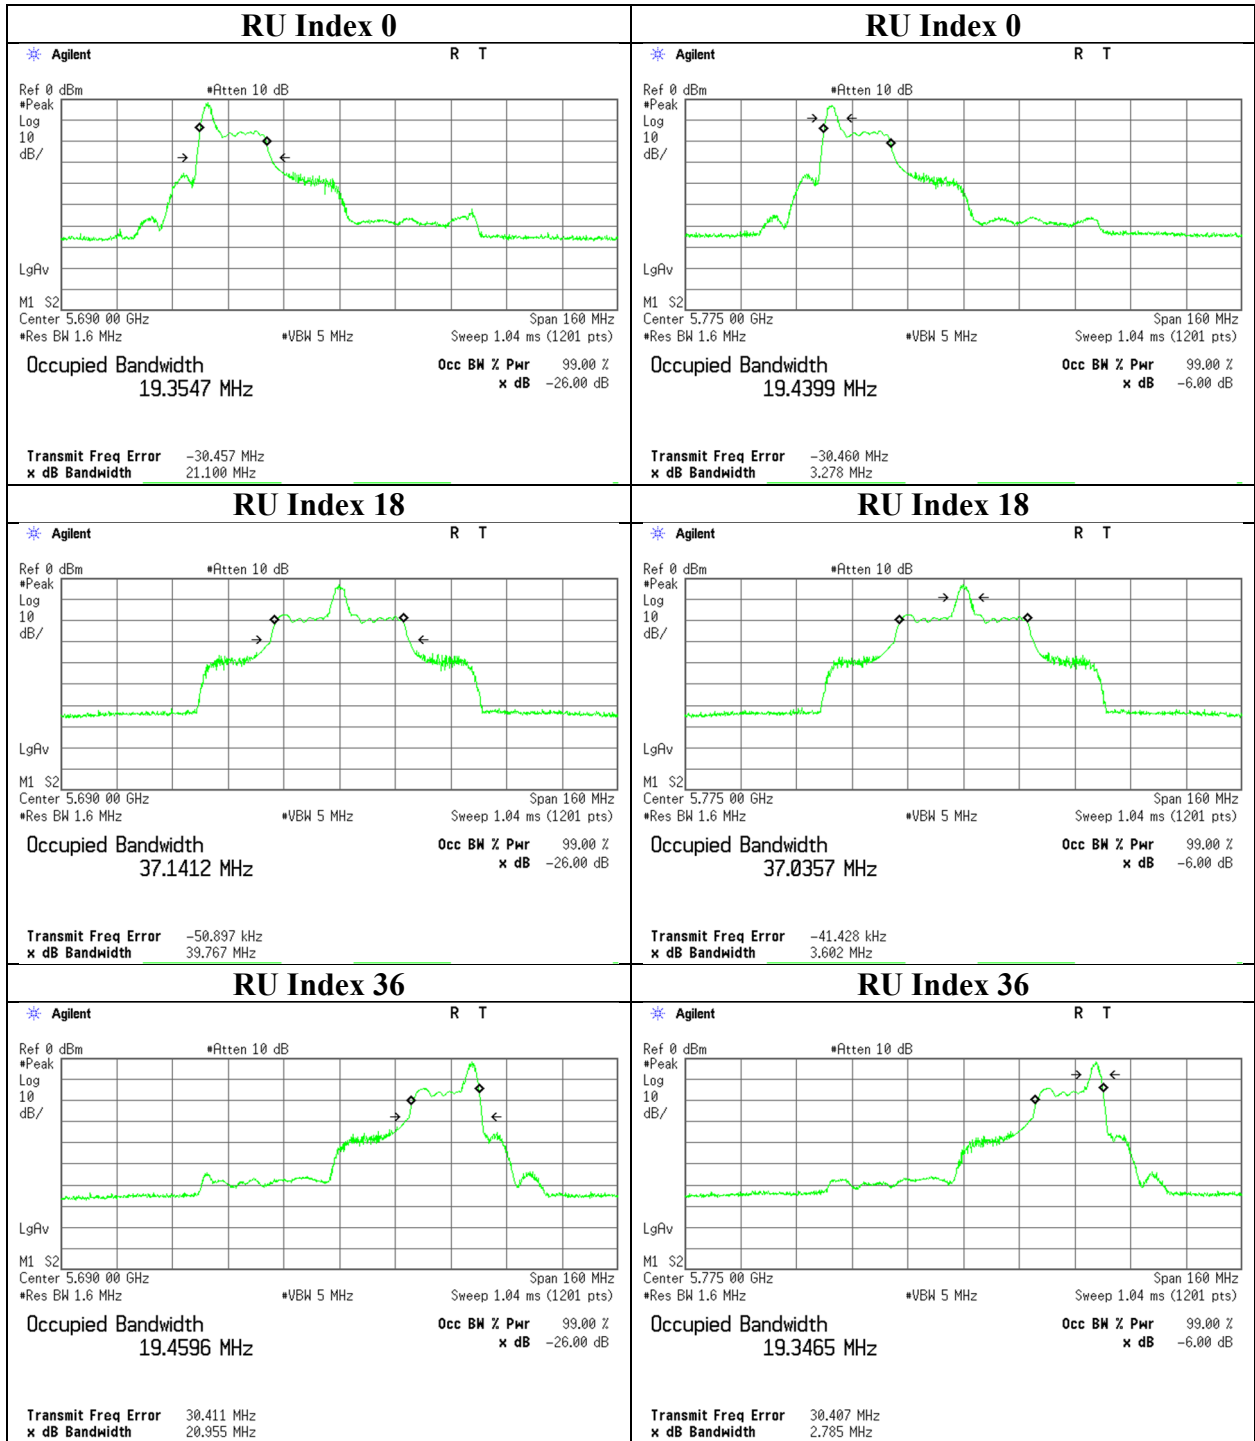 RU Index 0
Agilent R T
Ref 0 dBm #Atten 10 dB
#Peak
Log
10
dB/
LgAv
M1 S2
Center 5.690 00 GHz Span 160 MHz
#Res BW 1.6 MHz #VBW 5 MHz Sweep 1.04 ms (1201 pts)
Occupied Bandwidth Occ BW % Pwr 99.00 %
19.3547 MHz x dB -26.00 dB
Transmit Freq Error -30.457 MHz
x dB Bandwidth 21.100 MHz
RU Index 0
Agilent R T
Ref 0 dBm #Atten 10 dB
#Peak
Log
10
dB/
LgAv
M1 S2
Center 5.775 00 GHz Span 160 MHz
#Res BW 1.6 MHz #VBW 5 MHz Sweep 1.04 ms (1201 pts)
Occupied Bandwidth Occ BW % Pwr 99.00 %
19.4399 MHz x dB -6.00 dB
Transmit Freq Error -30.460 MHz
x dB Bandwidth 3.278 MHz
RU Index 18
Agilent R T
Ref 0 dBm #Atten 10 dB
#Peak
Log
10
dB/
LgAv
M1 S2
Center 5.690 00 GHz Span 160 MHz
#Res BW 1.6 MHz #VBW 5 MHz Sweep 1.04 ms (1201 pts)
Occupied Bandwidth Occ BW % Pwr 99.00 %
37.1412 MHz x dB -26.00 dB
Transmit Freq Error -50.897 kHz
x dB Bandwidth 39.767 MHz
RU Index 18
Agilent R T
Ref 0 dBm #Atten 10 dB
#Peak
Log
10
dB/
LgAv
M1 S2
Center 5.775 00 GHz Span 160 MHz
#Res BW 1.6 MHz #VBW 5 MHz Sweep 1.04 ms (1201 pts)
Occupied Bandwidth Occ BW % Pwr 99.00 %
37.0357 MHz x dB -6.00 dB
Transmit Freq Error -41.428 kHz
x dB Bandwidth 3.602 MHz
RU Index 36
Agilent R T
Ref 0 dBm #Atten 10 dB
#Peak
Log
10
dB/
LgAv
M1 S2
Center 5.690 00 GHz Span 160 MHz
#Res BW 1.6 MHz #VBW 5 MHz Sweep 1.04 ms (1201 pts)
Occupied Bandwidth Occ BW % Pwr 99.00 %
19.4596 MHz x dB -26.00 dB
Transmit Freq Error 30.411 MHz
x dB Bandwidth 20.955 MHz
RU Index 36
Agilent R T
Ref 0 dBm #Atten 10 dB
#Peak
Log
10
dB/
LgAv
M1 S2
Center 5.775 00 GHz Span 160 MHz
#Res BW 1.6 MHz #VBW 5 MHz Sweep 1.04 ms (1201 pts)
Occupied Bandwidth Occ BW % Pwr 99.00 %
19.3465 MHz x dB -6.00 dB
Transmit Freq Error 30.407 MHz
x dB Bandwidth 2.785 MHz